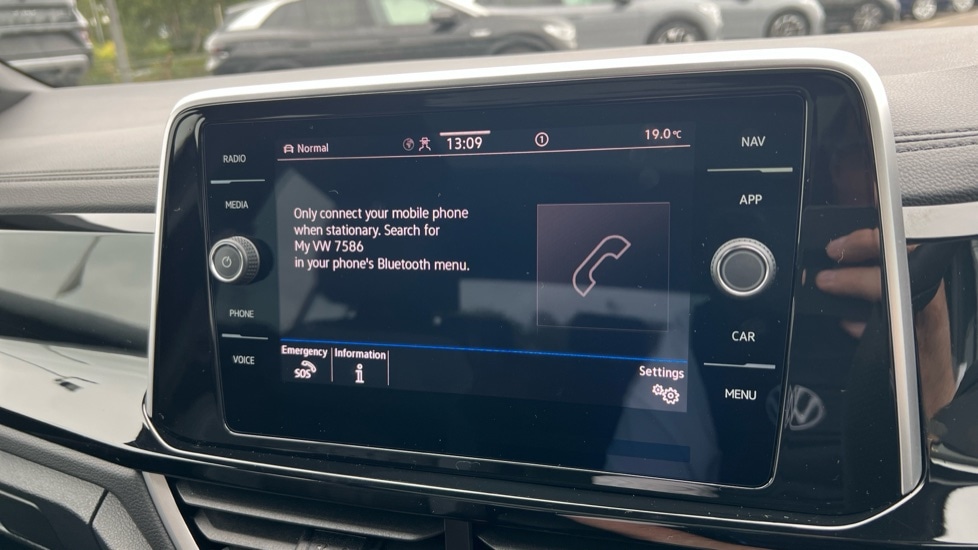 Normal
13:09
1
19.0°C
RADIO
MEDIA
PHONE
VOICE
Only connect your mobile phone
when stationary. Search for
My VW 7586
in your phone's Bluetooth menu.
Emergency
SOS
Information
i
Settings
NAV
APP
CAR
MENU